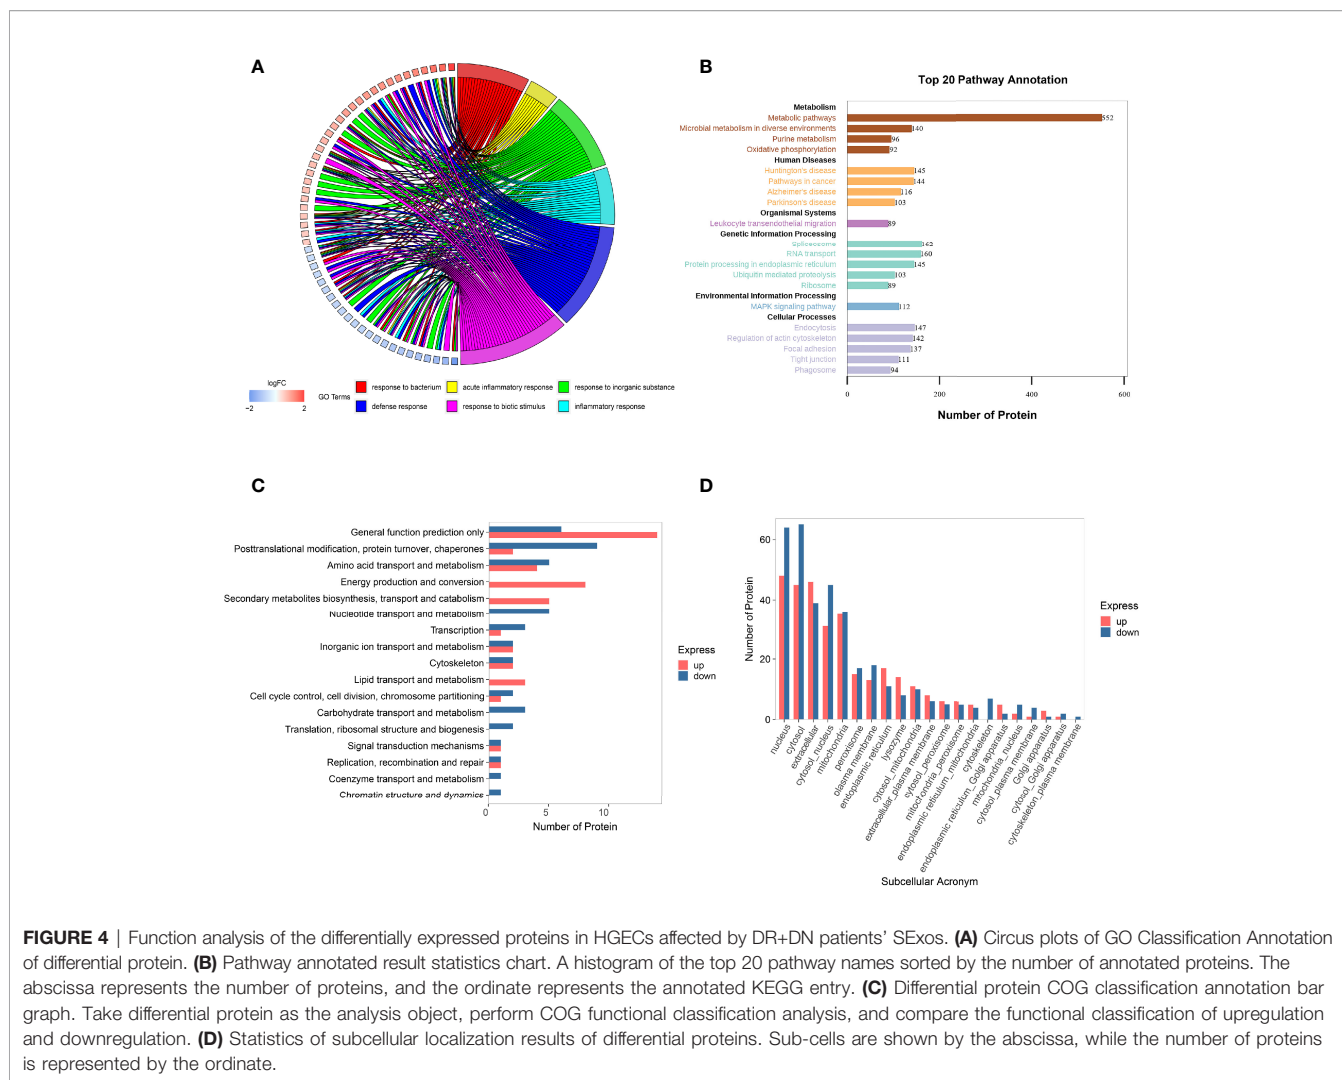 A
logFC
−2
2
GO Terms
response to bacterium
acute inflammatory response
response to inorganic substance
defense response
response to biotic stimulus
inflammatory response
B
Top 20 Pathway Annotation
Metabolism
Metabolic pathways 552
Microbial metabolism in diverse environments 140
Purine metabolism 96
Oxidative phosphorylation 92
Human Diseases
Huntington's disease 145
Pathways in cancer 144
Alzheimer's disease 116
Parkinson's disease 103
Organismal Systems
Leukocyte transendothelial migration 89
Genetic Information Processing
Spliceosome 162
RNA transport 160
Protein processing in endoplasmic reticulum 145
Ubiquitin mediated proteolysis 103
Ribosome 89
Environmental Information Processing
MAPK signaling pathway 112
Cellular Processes
Endocytosis 147
Regulation of actin cytoskeleton 142
Focal adhesion 137
Tight junction 111
Phagosome 94
0 200 400 600
Number of Protein
C
General function prediction only
Posttranslational modification, protein turnover, chaperones
Amino acid transport and metabolism
Energy production and conversion
Secondary metabolites biosynthesis, transport and catabolism
Nucleotide transport and metabolism
Transcription
Inorganic ion transport and metabolism
Cytoskeleton
Lipid transport and metabolism
Cell cycle control, cell division, chromosome partitioning
Carbohydrate transport and metabolism
Translation, ribosomal structure and biogenesis
Signal transduction mechanisms
Replication, recombination and repair
Coenzyme transport and metabolism
Chromatin structure and dynamics
0 5 10
Number of Protein
Express
up
down
D
Number of Protein
60
40
20
0
nucleus
cytosol
extracellular
cytosol_nucleus
mitochondria
peroxisome
plasma membrane
endoplasmic reticulum
lysozyme
cytosol_mitochondria
extracellular_plasma membrane
cytosol_peroxisome
mitochondria_peroxisome
endoplasmic reticulum_mitochondria
cytoskeleton
endoplasmic reticulum_Golgi apparatus
mitochondria_nucleus
cytosol_plasma membrane
Golgi apparatus
cytosol_Golgi apparatus
cytoskeleton_plasma membrane
Subcellular Acronym
Express
up
down
FIGURE 4 | Function analysis of the differentially expressed proteins in HGECs affected by DR+DN patients' SExos. (A) Circus plots of GO Classification Annotation
of differential protein. (B) Pathway annotated result statistics chart. A histogram of the top 20 pathway names sorted by the number of annotated proteins. The
abscissa represents the number of proteins, and the ordinate represents the annotated KEGG entry. (C) Differential protein COG classification annotation bar
graph. Take differential protein as the analysis object, perform COG functional classification analysis, and compare the functional classification of upregulation
and downregulation. (D) Statistics of subcellular localization results of differential proteins. Sub-cells are shown by the abscissa, while the number of proteins
is represented by the ordinate.